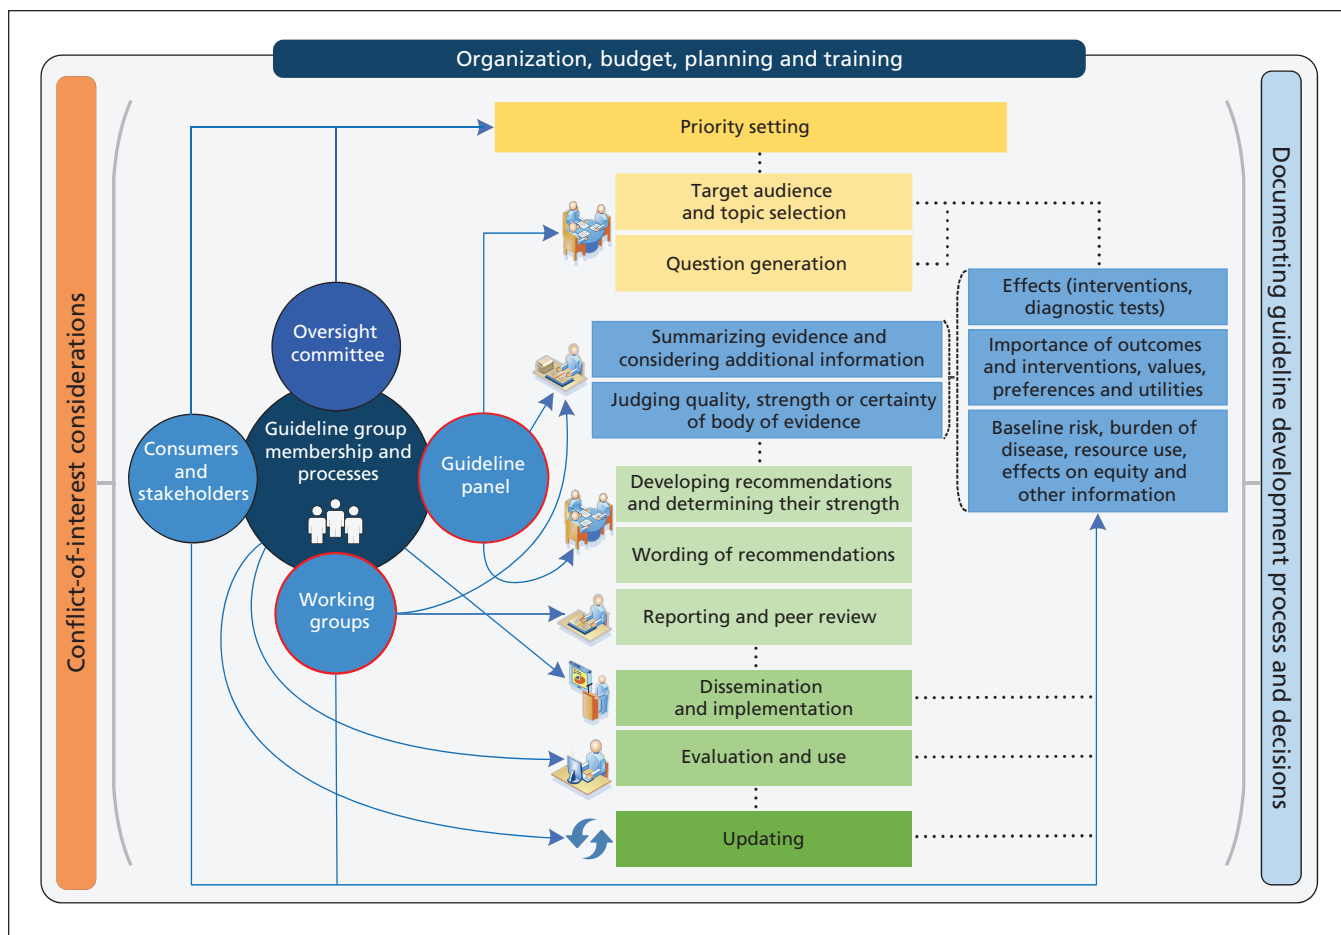 Organization, budget, planning and training
Conflict-of-interest considerations
Priority setting
Target audience
and topic selection
Question generation
Oversight
committee
Consumers
and
stakeholders
Guideline group
membership and
processes
Guideline
panel
Working
groups
Summarizing evidence and
considering additional information
Judging quality, strength or certainty
of body of evidence
Effects (interventions,
diagnostic tests)
Importance of outcomes
and interventions, values,
preferences and utilities
Baseline risk, burden of
disease, resource use,
effects on equity and
other information
Developing recommendations
and determining their strength
Wording of recommendations
Reporting and peer review
Dissemination
and implementation
Evaluation and use
Updating
Documenting guideline development process and decisions